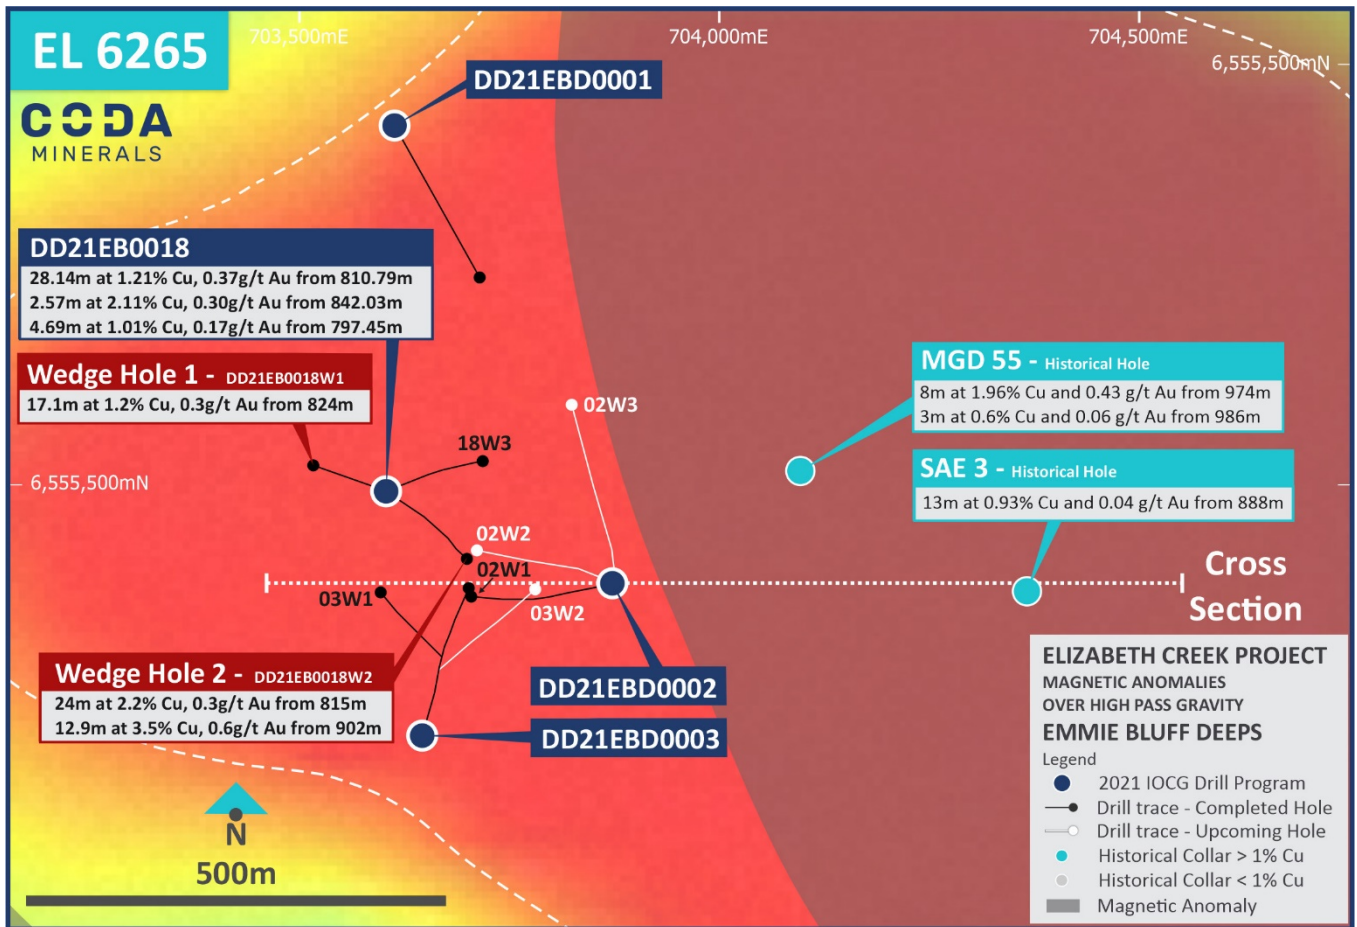 EL 6265
CODA
MINERALS
703,500mE
704,000mE
704,500mE
6,555,500mN
DD21EBD0001
DD21EB0018
28.14m at 1.21% Cu, 0.37g/t Au from 810.79m
2.57m at 2.11% Cu, 0.30g/t Au from 842.03m
4.69m at 1.01% Cu, 0.17g/t Au from 797.45m
Wedge Hole 1 - DD21EB0018W1
17.1m at 1.2% Cu, 0.3g/t Au from 824m
MGD 55 - Historical Hole
8m at 1.96% Cu and 0.43 g/t Au from 974m
3m at 0.6% Cu and 0.06 g/t Au from 986m
02W3
18W3
SAE 3 - Historical Hole
13m at 0.93% Cu and 0.04 g/t Au from 888m
6,555,500mN
02W2
02W1
03W1
03W2
Cross
Section
Wedge Hole 2 - DD21EB0018W2
24m at 2.2% Cu, 0.3g/t Au from 815m
12.9m at 3.5% Cu, 0.6g/t Au from 902m
DD21EBD0002
DD21EBD0003
N
500m
ELIZABETH CREEK PROJECT
MAGNETIC ANOMALIES
OVER HIGH PASS GRAVITY
EMMIE BLUFF DEEPS
Legend
2021 IOCG Drill Program
Drill trace - Completed Hole
Drill trace - Upcoming Hole
Historical Collar > 1% Cu
Historical Collar < 1% Cu
Magnetic Anomaly